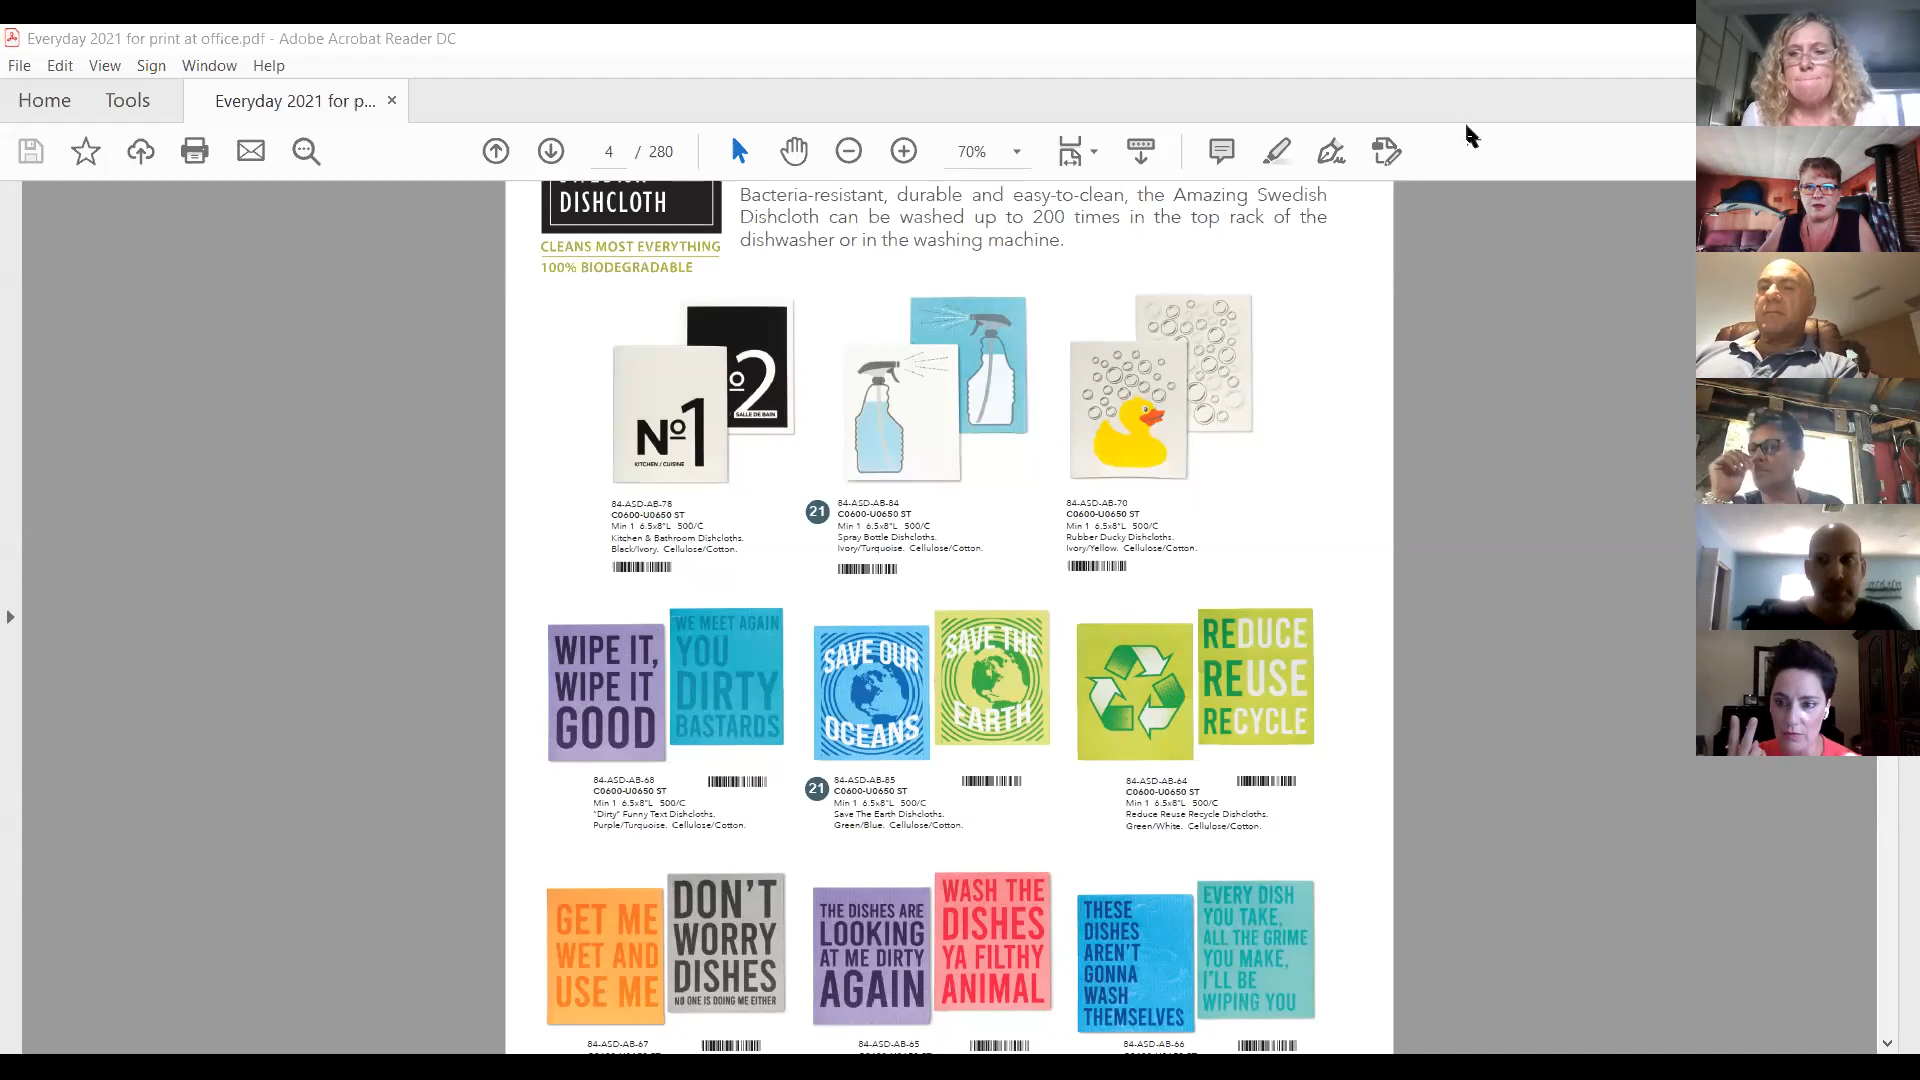 Everyday 2021 for print at office.pdf - Adobe Acrobat Reader DC
File Edit View Sign Window Help
Home Tools Everyday 2021 for p... ×
4 / 280 70%
DISHCLOTH
CLEANS MOST EVERYTHING
100% BIODEGRADABLE
Bacteria-resistant, durable and easy-to-clean, the Amazing Swedish
Dishcloth can be washed up to 200 times in the top rack of the
dishwasher or in the washing machine.
Nº1
KITCHEN / CUISINE
º2
/ SALLE DE BAIN
84-ASD-AB-78
C0600-U0650 ST
Min 1 6.5x8"L 500/C
Kitchen & Bathroom Dishcloths.
Black/Ivory. Cellulose/Cotton.
21
84-ASD-AB-84
C0600-U0650 ST
Min 1 6.5x8"L 500/C
Spray Bottle Dishcloths.
Ivory/Turquoise. Cellulose/Cotton.
84-ASD-AB-70
C0600-U0650 ST
Min 1 6.5x8"L 500/C
Rubber Ducky Dishcloths.
Ivory/Yellow. Cellulose/Cotton.
WIPE IT,
WIPE IT
GOOD
WE MEET AGAIN
YOU
DIRTY
BASTARDS
SAVE OUR
OCEANS
SAVE THE
EARTH
REDUCE
REUSE
RECYCLE
84-ASD-AB-68
C0600-U0650 ST
Min 1 6.5x8"L 500/C
"Dirty" Funny Text Dishcloths.
Purple/Turquoise. Cellulose/Cotton.
21
84-ASD-AB-85
C0600-U0650 ST
Min 1 6.5x8"L 500/C
Save The Earth Dishcloths.
Green/Blue. Cellulose/Cotton.
84-ASD-AB-64
C0600-U0650 ST
Min 1 6.5x8"L 500/C
Reduce Reuse Recycle Dishcloths.
Green/White. Cellulose/Cotton.
GET ME
WET AND
USE ME
DON'T
WORRY
DISHES
NO ONE IS DOING ME EITHER
THE DISHES ARE
LOOKING
AT ME DIRTY
AGAIN
WASH THE
DISHES
YA FILTHY
ANIMAL
THESE
DISHES
AREN'T
GONNA
WASH
THEMSELVES
EVERY DISH
YOU TAKE,
ALL THE GRIME
YOU MAKE,
I'LL BE
WIPING YOU
84-ASD-AB-67
84-ASD-AB-65
84-ASD-AB-66